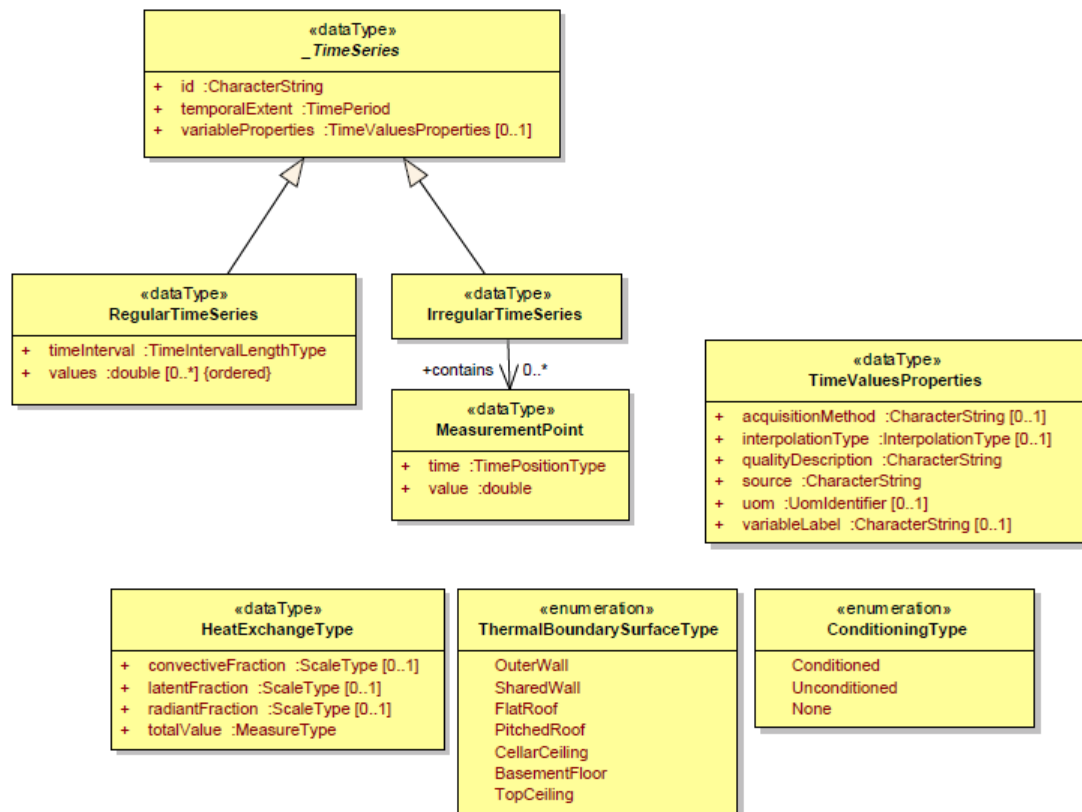 «dataType»
_TimeSeries
+ id :CharacterString
+ temporalExtent :TimePeriod
+ variableProperties :TimeValuesProperties [0..1]
«dataType»
RegularTimeSeries
+ timeInterval :TimeIntervalLengthType
+ values :double [0..*] {ordered}
«dataType»
IrregularTimeSeries
+contains 0..*
«dataType»
MeasurementPoint
+ time :TimePositionType
+ value :double
«dataType»
TimeValuesProperties
+ acquisitionMethod :CharacterString [0..1]
+ interpolationType :InterpolationType [0..1]
+ qualityDescription :CharacterString
+ source :CharacterString
+ uom :UomIdentifier [0..1]
+ variableLabel :CharacterString [0..1]
«dataType»
HeatExchangeType
+ convectiveFraction :ScaleType [0..1]
+ latentFraction :ScaleType [0..1]
+ radiantFraction :ScaleType [0..1]
+ totalValue :MeasureType
«enumeration»
ThermalBoundarySurfaceType
OuterWall
SharedWall
FlatRoof
PitchedRoof
CellarCeiling
BasementFloor
TopCeiling
«enumeration»
ConditioningType
Conditioned
Unconditioned
None